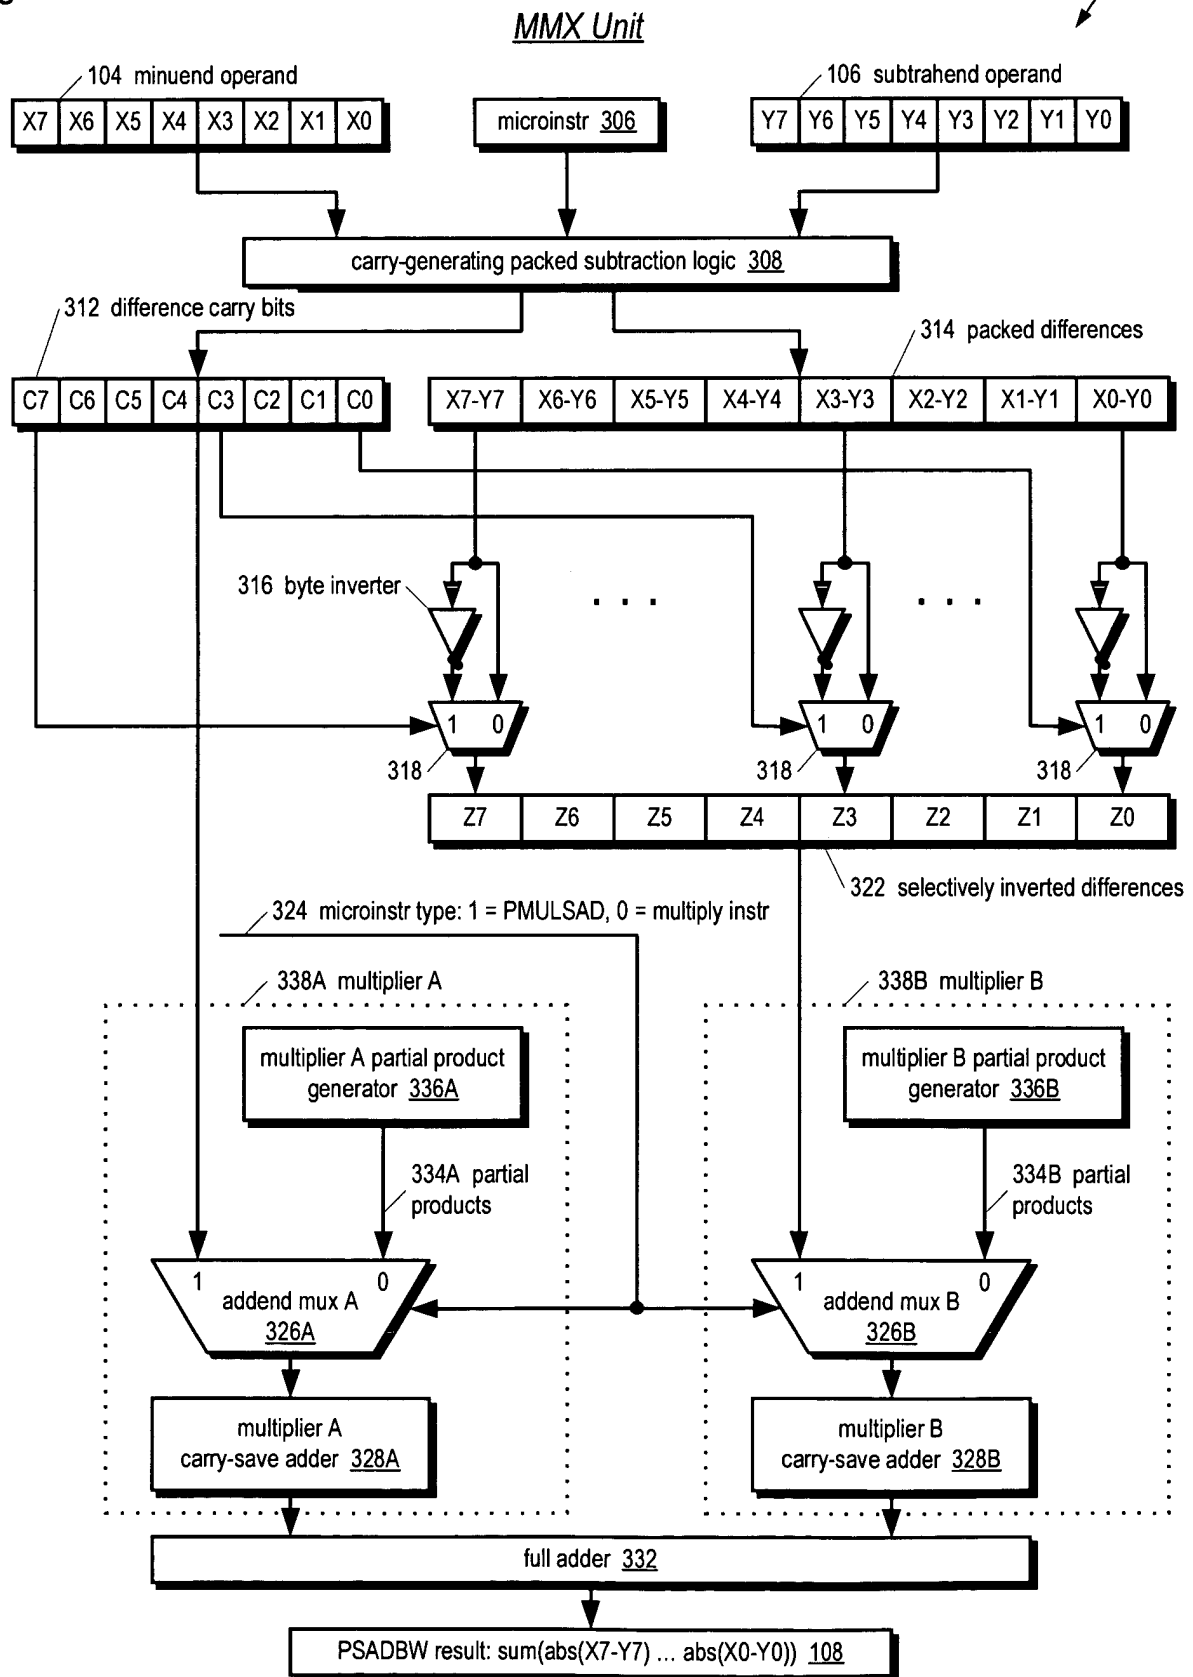 MMX Unit
104 minuend operand
106 subtrahend operand
X7 X6 X5 X4 X3 X2 X1 X0
microinstr 306
Y7 Y6 Y5 Y4 Y3 Y2 Y1 Y0
carry-generating packed subtraction logic 308
312 difference carry bits
314 packed differences
C7 C6 C5 C4 C3 C2 C1 C0
X7-Y7 X6-Y6 X5-Y5 X4-Y4 X3-Y3 X2-Y2 X1-Y1 X0-Y0
316 byte inverter
. . .
. . .
1 0
1 0
1 0
318
318
318
Z7 Z6 Z5 Z4 Z3 Z2 Z1 Z0
322 selectively inverted differences
324 microinstr type: 1 = PMULSAD, 0 = multiply instr
338A multiplier A
338B multiplier B
multiplier A partial product
generator 336A
multiplier B partial product
generator 336B
334A partial
products
334B partial
products
1 0
addend mux A
326A
1 0
addend mux B
326B
multiplier A
carry-save adder 328A
multiplier B
carry-save adder 328B
full adder 332
PSADBW result: sum(abs(X7-Y7) ... abs(X0-Y0)) 108